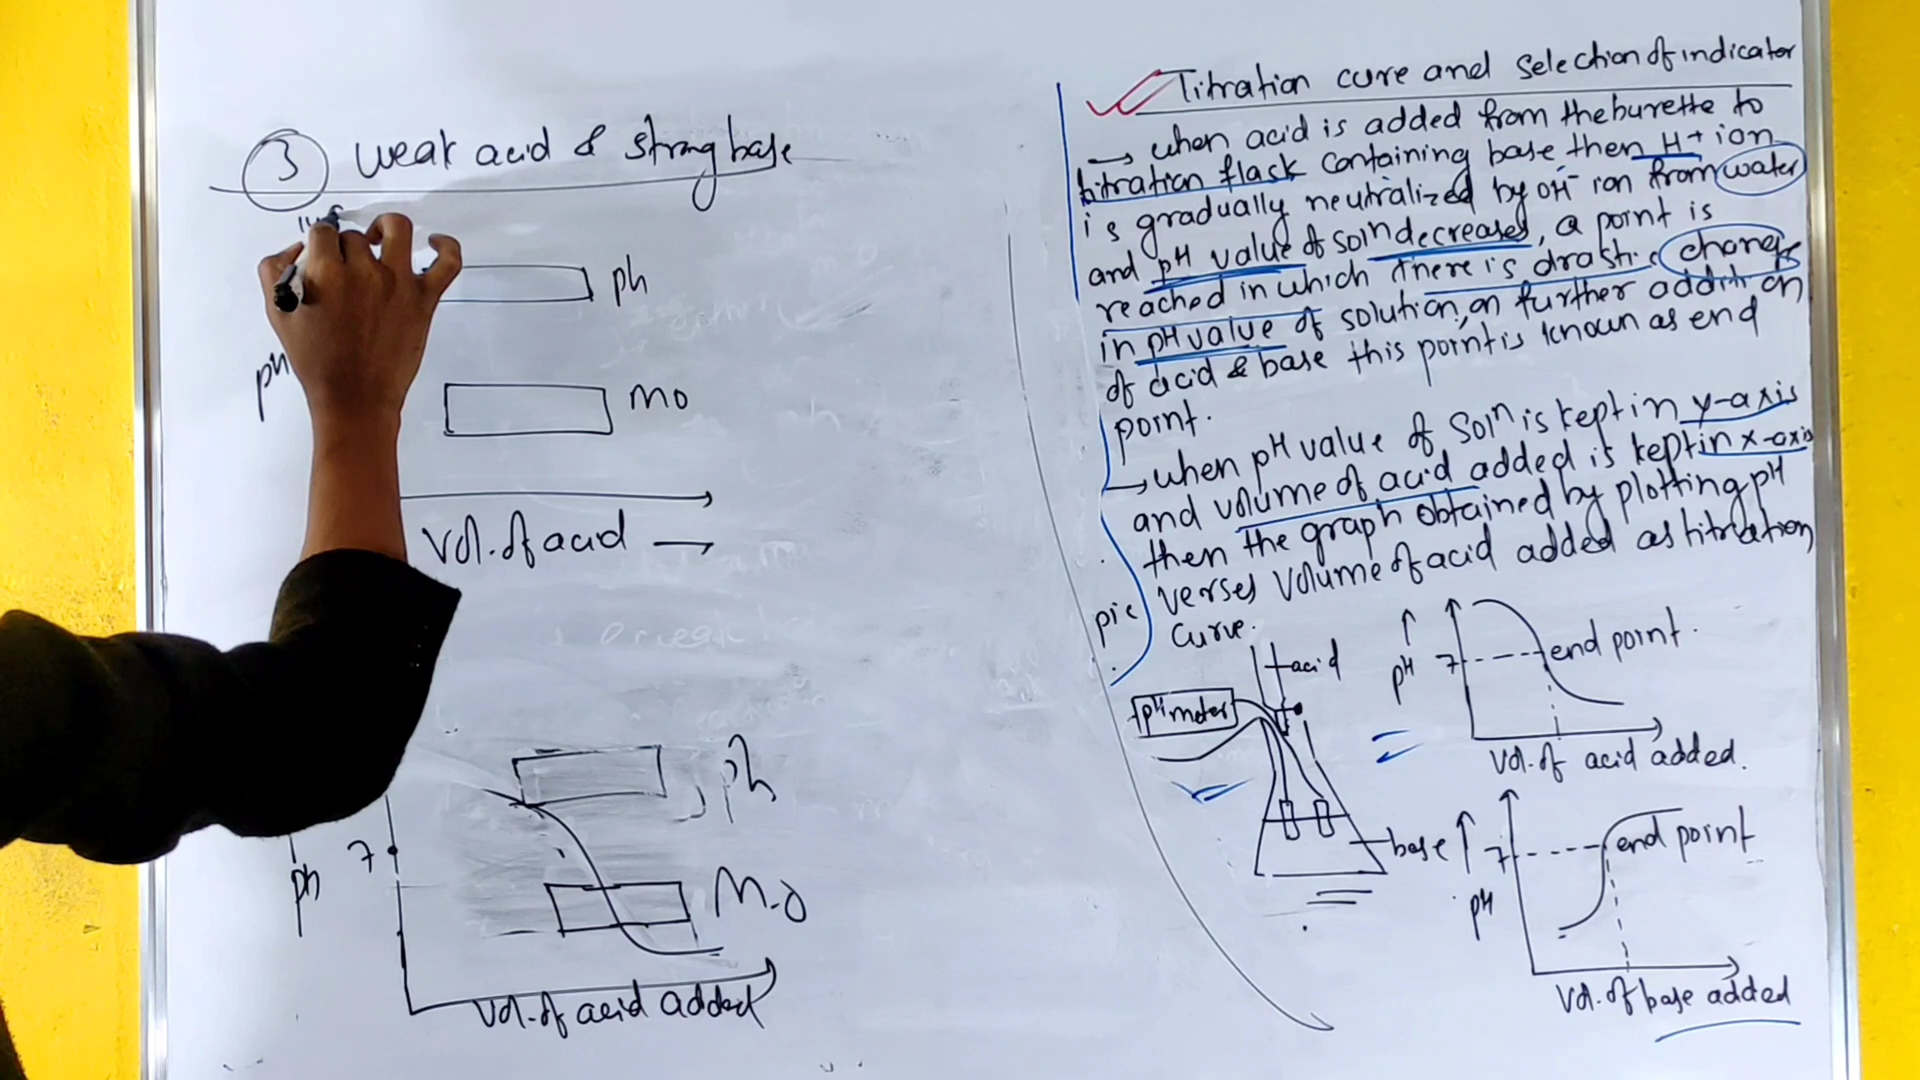 3 weak acid & strong base
ph
ph
MO
Vol. of acid
ph
7
ph
M-O
Vol. of acid added
Titration cure and selection of indicator
when acid is added from the burette to
titration flask containing base then H+ ion
is gradually neutralized by OH- ion from water
and pH value of soln decreases, a point is
reached in which there is drastic change
in pH value of solution, on further addition
of acid & base this point is known as end
point.
when pH value of soln is kept in y-axis
and volume of acid added is kept in x-axis
then the graph obtained by plotting pH
verses volume of acid added as titration
curve.
pic
acid
pH meter
base
pH
7
end point.
Vol. of acid added.
pH
7
end point
Vol. of base added